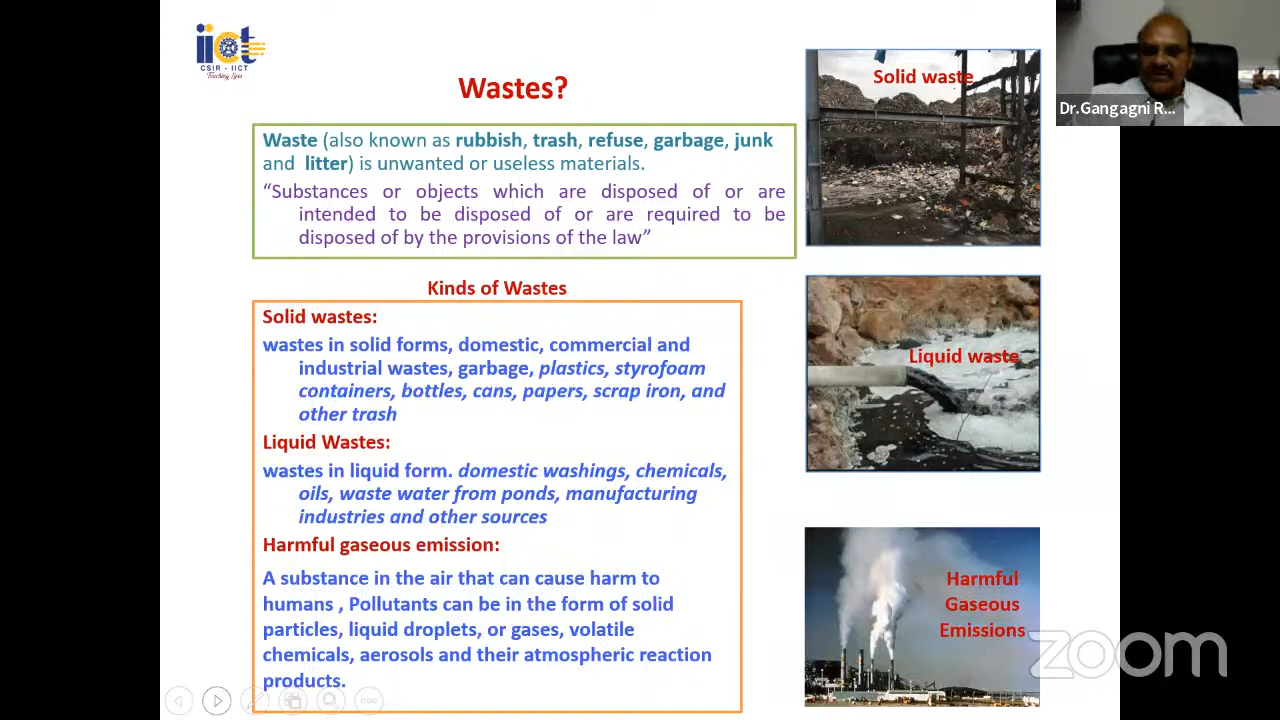 iict
CSIR - IICT
Touching Lives
Wastes?
Waste (also known as rubbish, trash, refuse, garbage, junk
and litter) is unwanted or useless materials.
“Substances or objects which are disposed of or are
intended to be disposed of or are required to be
disposed of by the provisions of the law”
Kinds of Wastes
Solid wastes:
wastes in solid forms, domestic, commercial and
industrial wastes, garbage, plastics, styrofoam
containers, bottles, cans, papers, scrap iron, and
other trash
Liquid Wastes:
wastes in liquid form. domestic washings, chemicals,
oils, waste water from ponds, manufacturing
industries and other sources
Harmful gaseous emission:
A substance in the air that can cause harm to
humans , Pollutants can be in the form of solid
particles, liquid droplets, or gases, volatile
chemicals, aerosols and their atmospheric reaction
products.
Solid waste
Liquid waste
Harmful
Gaseous
Emissions
Dr.Gangagni R...
zoom